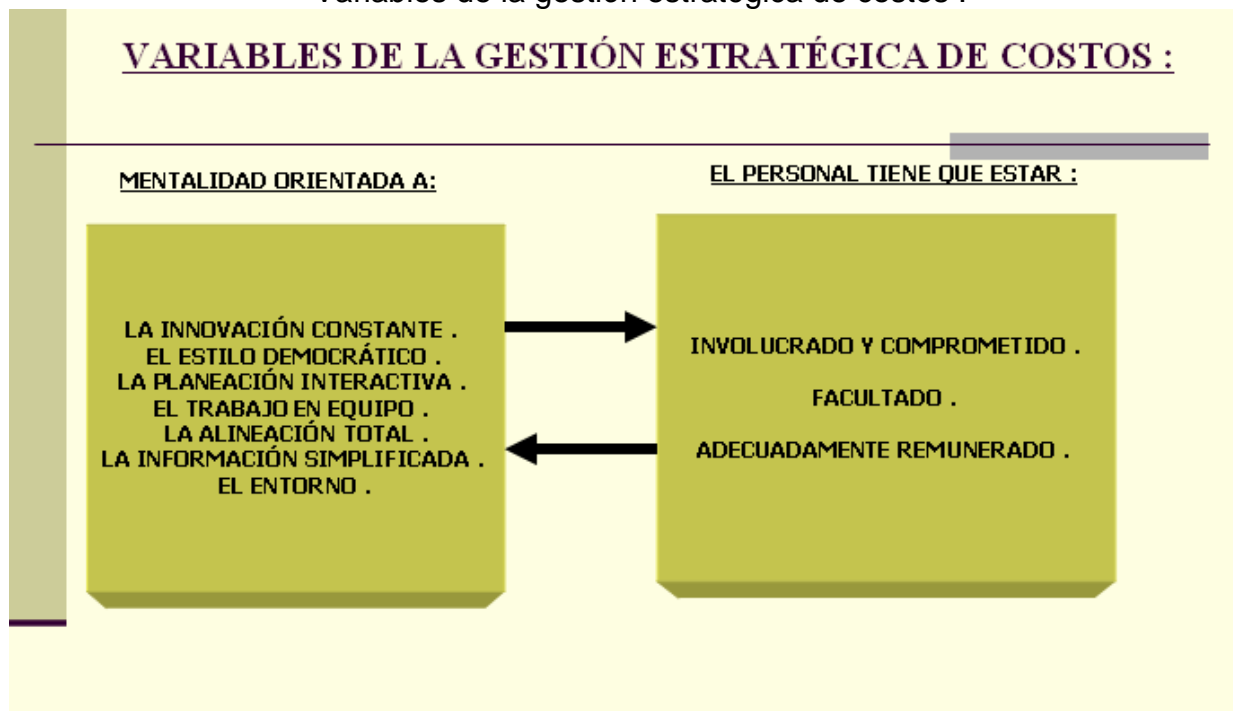 Variables de la gestión estratégica de costos .
VARIABLES DE LA GESTIÓN ESTRATÉGICA DE COSTOS :
MENTALIDAD ORIENTADA A:
LA INNOVACIÓN CONSTANTE .
EL ESTILO DEMOCRÁTICO .
LA PLANEACIÓN INTERACTIVA .
EL TRABAJO EN EQUIPO .
LA ALINEACIÓN TOTAL .
LA INFORMACIÓN SIMPLIFICADA .
EL ENTORNO .
EL PERSONAL TIENE QUE ESTAR :
INVOLUCRADO Y COMPROMETIDO .
FACULTADO .
ADECUADAMENTE REMUNERADO .